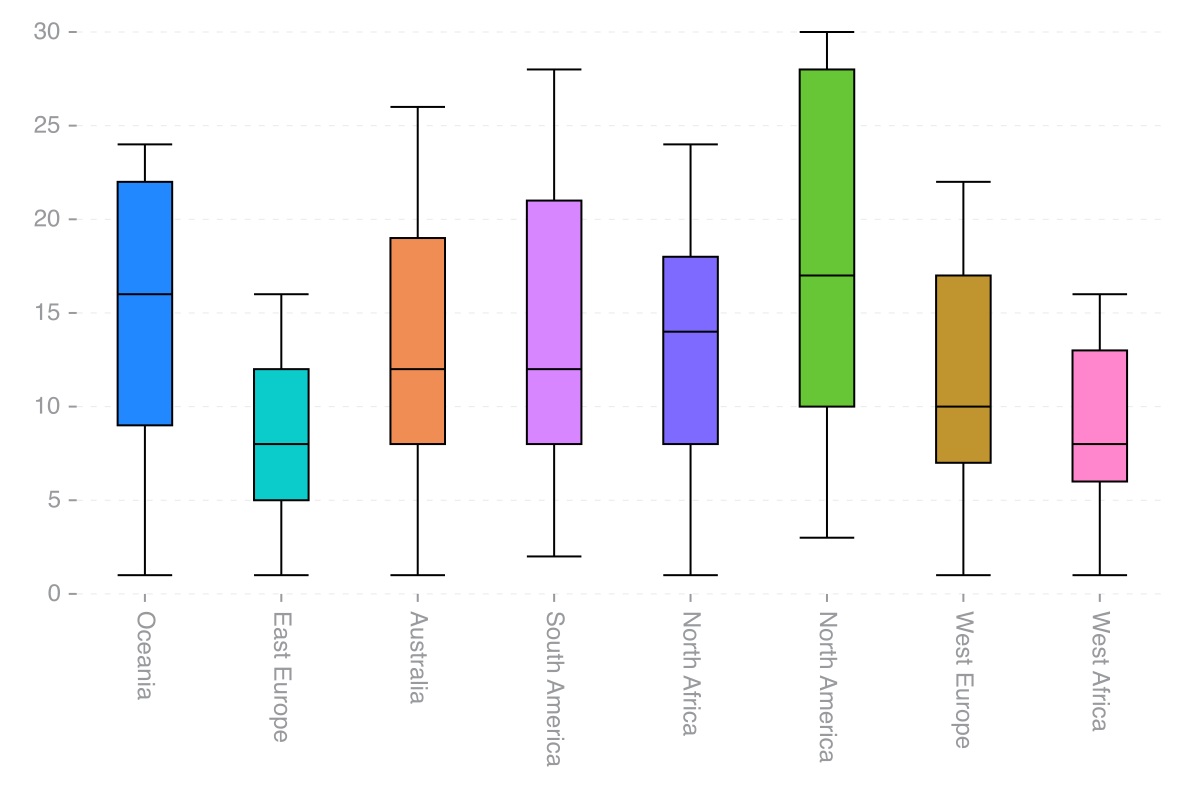 30
25
20
15
10
5
0
Oceania
East Europe
Australia
South America
North Africa
North America
West Europe
West Africa